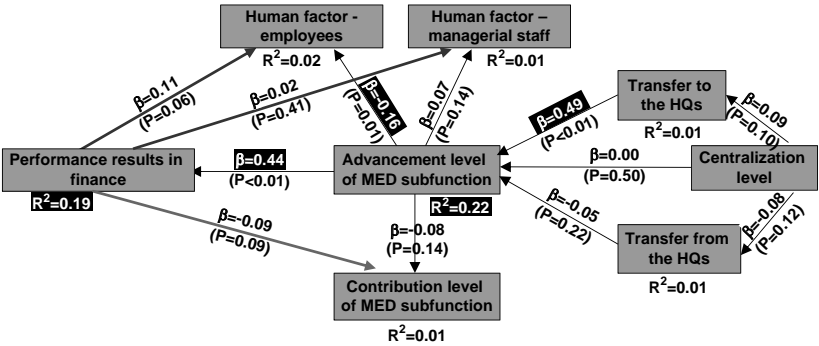 Human factor -
employees
R²=0.02
Human factor –
managerial staff
R²=0.01
β=0.11
(P=0.06)
β=0.02
(P=0.41)
β=-0.16
(P=0.01)
β=0.07
(P=0.14)
β=0.49
(P<0.01)
Transfer to
the HQs
R²=0.01
β=0.09
(P=0.10)
Performance results in
finance
R²=0.19
β=0.44
(P<0.01)
Advancement level
of MED subfunction
R²=0.22
β=0.00
(P=0.50)
Centralization
level
β=-0.09
(P=0.09)
β=-0.08
(P=0.14)
β=-0.05
(P=0.22)
Transfer from
the HQs
R²=0.01
β=-0.08
(P=0.12)
Contribution level
of MED subfunction
R²=0.01